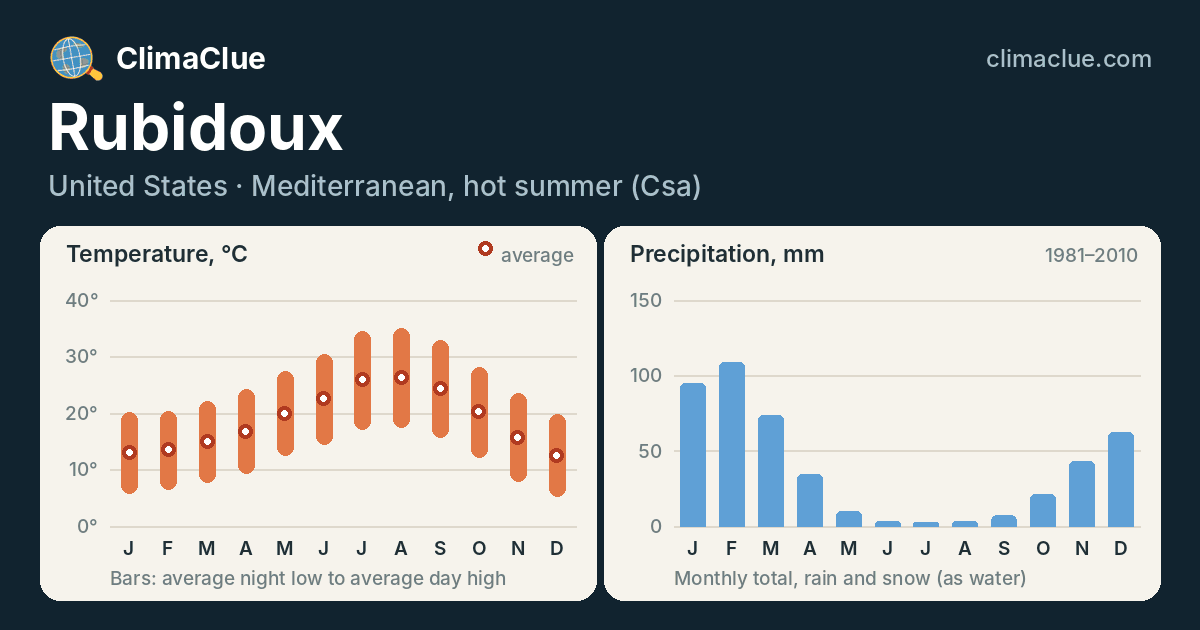 ClimaClue
climaclue.com
Rubidoux
United States · Mediterranean, hot summer (Csa)
Temperature, °C
average
40°
30°
20°
10°
0°
J F M A M J J A S O N D
Bars: average night low to average day high
Precipitation, mm
1981–2010
150
100
50
0
J F M A M J J A S O N D
Monthly total, rain and snow (as water)